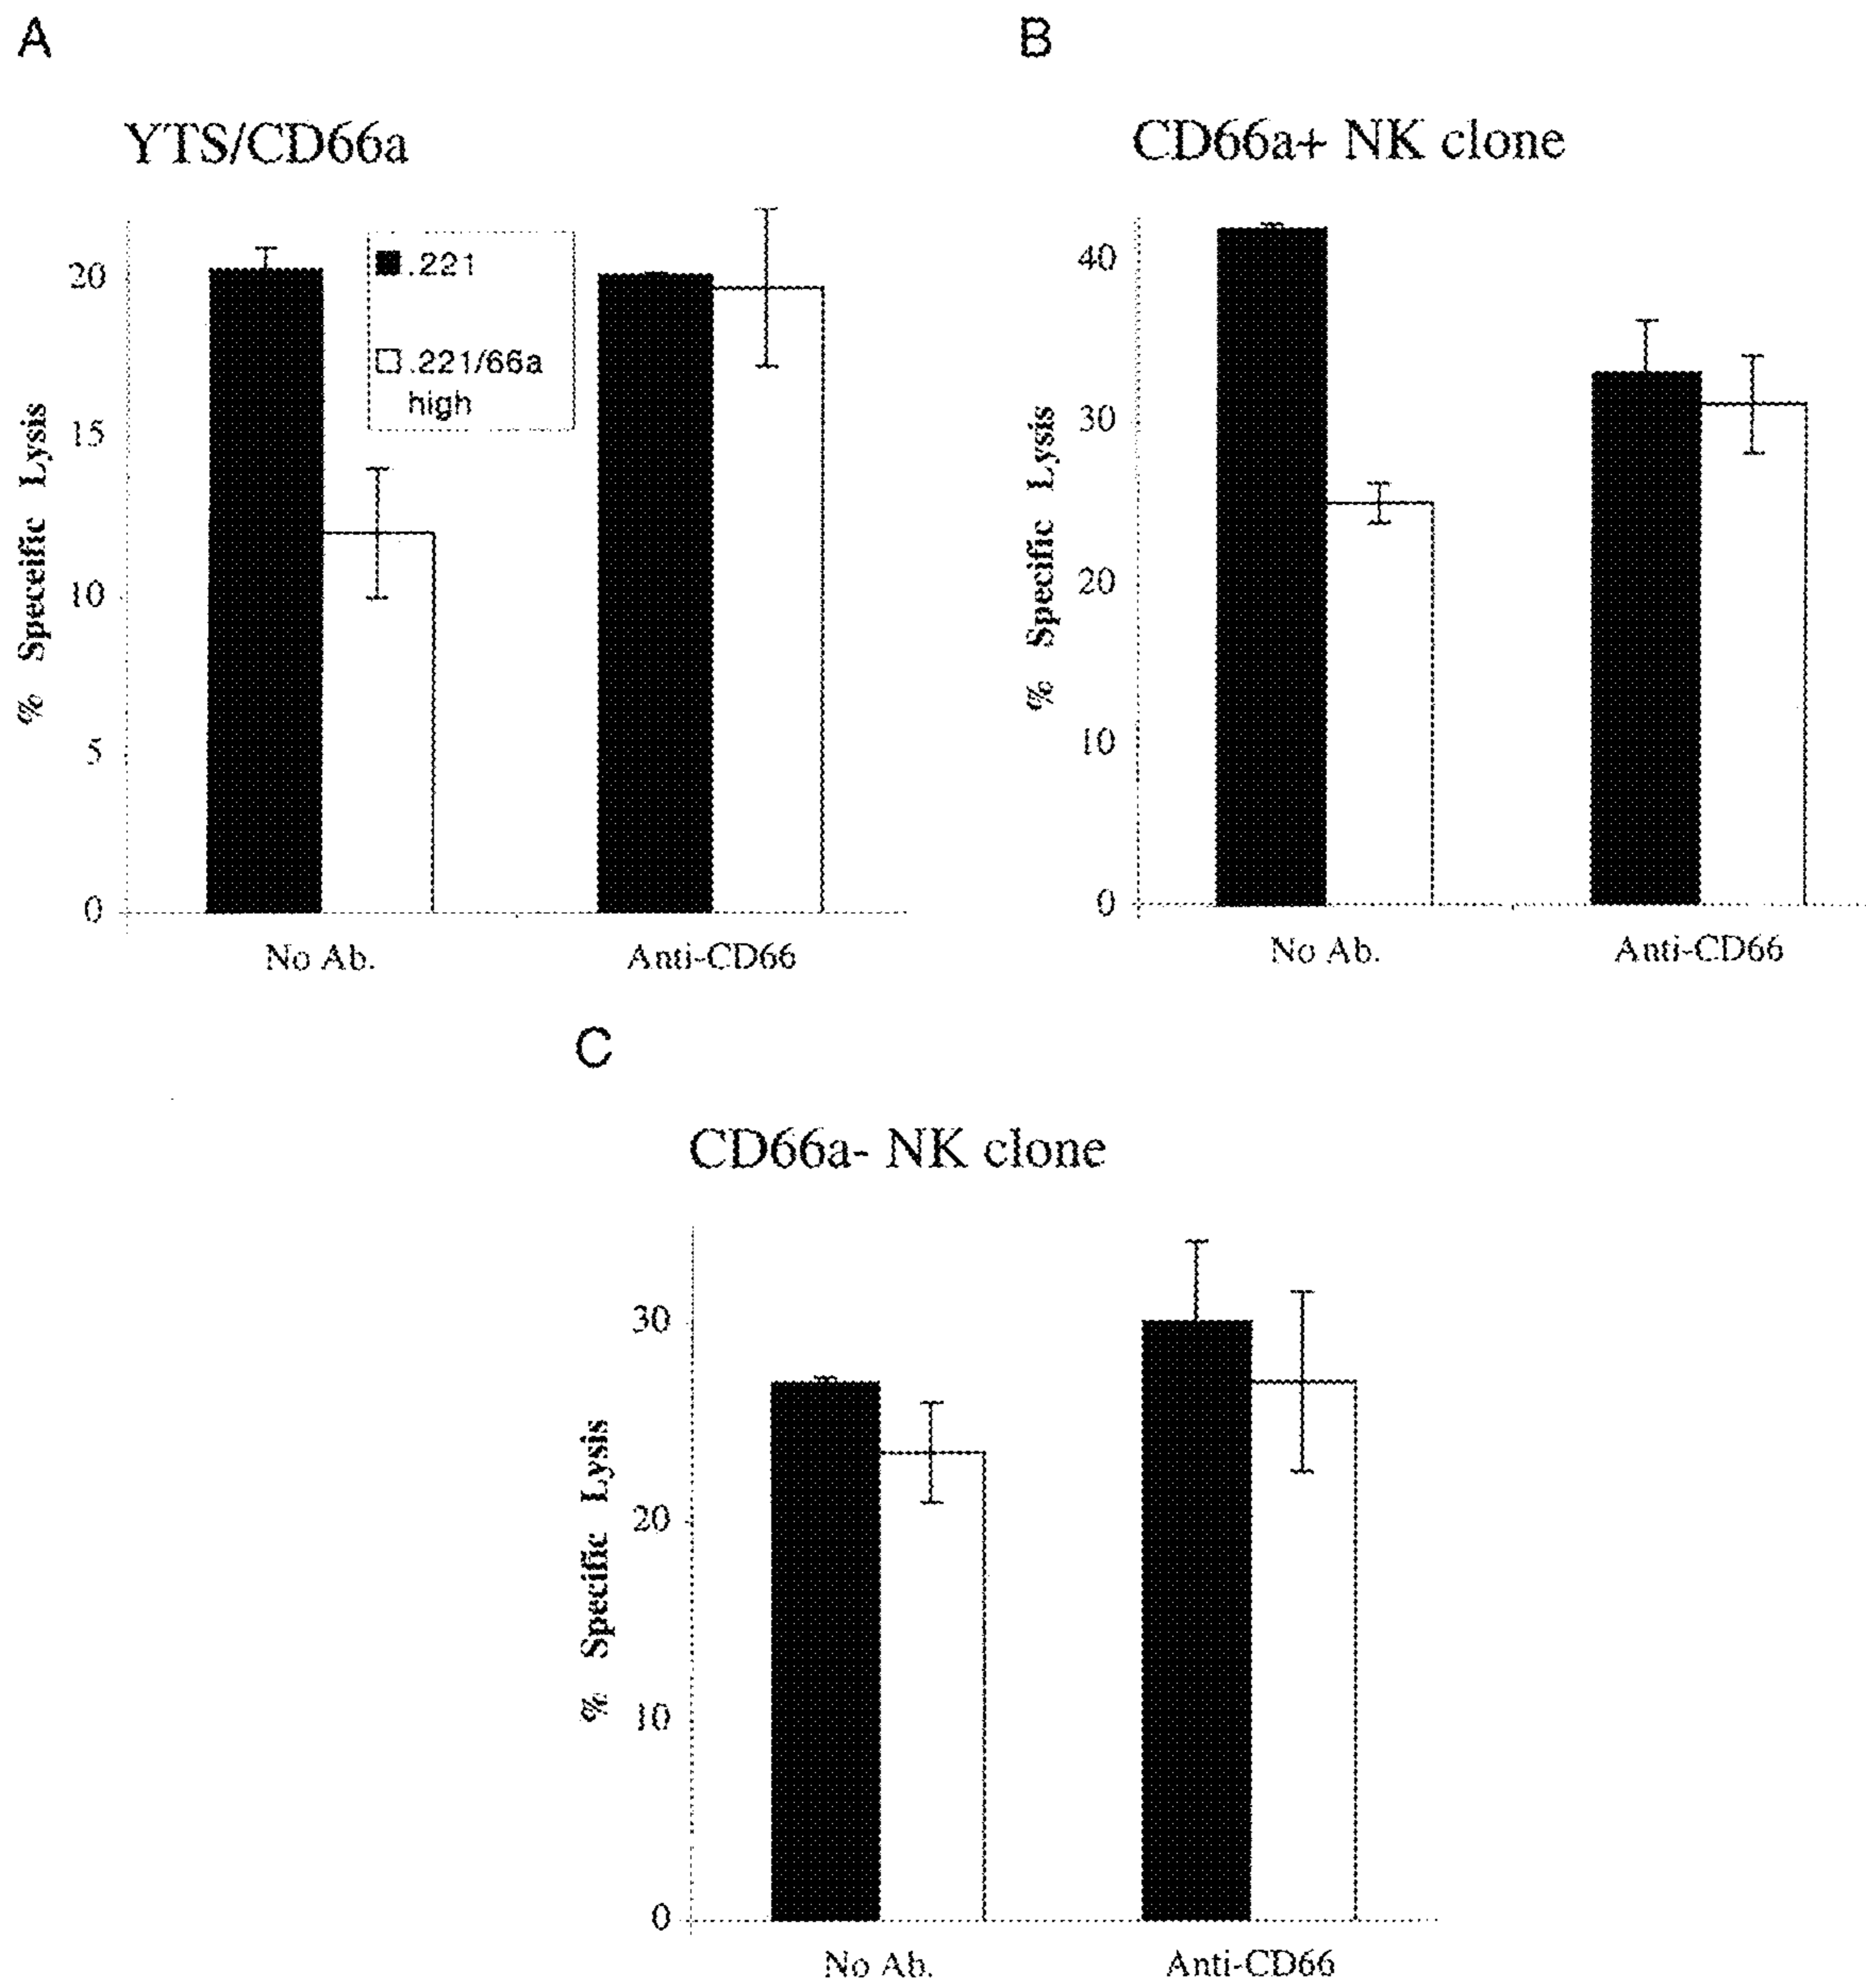 A
YTS/CD66a
.221
.221/66a
high
% Speceific Lysis
20
15
10
5
0
No Ab.
Anti-CD66
B
CD66a+ NK clone
% Specific Lysis
40
30
20
10
0
No Ab.
Anti-CD66
C
CD66a- NK clone
% Specific Lysis
30
20
10
0
No Ab.
Anti-CD66